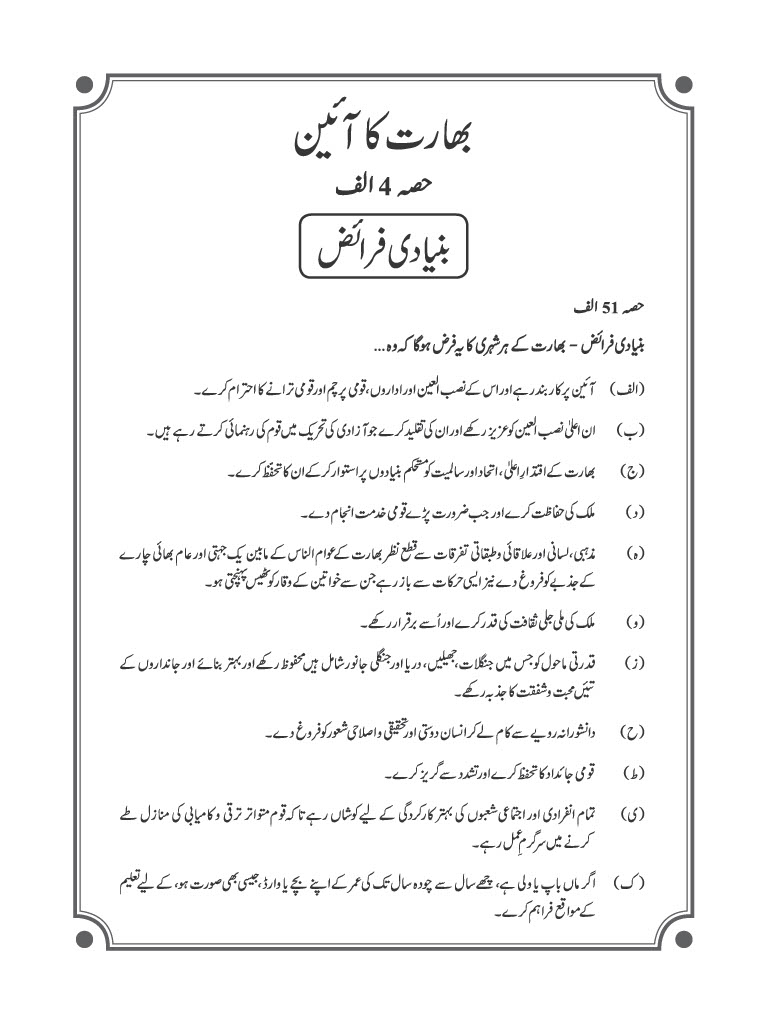 بھارت کا آئین
حصہ 4 الف
بنیادی فرائض
حصہ 51 الف
بنیادی فرائض – بھارت کے ہر شہری کا یہ فرض ہوگا کہ وہ ...
(الف) آئین پر کاربند رہے اور اس کے نصب العین اور اداروں، قومی پرچم اور قومی ترانے کا احترام کرے۔
(ب) ان اعلیٰ نصب العین کو عزیز رکھے اور ان کی تقلید کرے جو آزادی کی تحریک میں قوم کی رہنمائی کرتے رہے ہیں۔
(ج) بھارت کے اقتدارِ اعلیٰ، اتحاد اور سالمیت کو مستحکم بنیادوں پر استوار کرکے ان کا تحفظ کرے۔
(د) ملک کی حفاظت کرے اور جب ضرورت پڑے قومی خدمت انجام دے۔
(ہ) مذہبی، لسانی اور علاقائی و طبقاتی تفرقات سے قطع نظر بھارت کے عوام الناس کے مابین یک جہتی اور عام بھائی چارے
کے جذبے کو فروغ دے نیز ایسی حرکات سے باز رہے جن سے خواتین کے وقار کو ٹھیس پہنچتی ہو۔
(و) ملک کی ملی جلی ثقافت کی قدر کرے اور اُسے برقرار رکھے۔
(ز) قدرتی ماحول کو جس میں جنگلات، جھیلیں، دریا اور جنگلی جانور شامل ہیں محفوظ رکھے اور بہتر بنائے اور جانداروں کے
تئیں محبت و شفقت کا جذبہ رکھے۔
(ح) دانشورانہ رویے سے کام لے کر انسان دوستی اور تحقیقی و اصلاحی شعور کو فروغ دے۔
(ط) قومی جائداد کا تحفظ کرے اور تشدد سے گریز کرے۔
(ی) تمام انفرادی اور اجتماعی شعبوں کی بہتر کارکردگی کے لیے کوشاں رہے تاکہ قوم متواتر ترقی و کامیابی کی منازل طے
کرنے میں سرگرمِ عمل رہے۔
(ک) اگر ماں باپ یا ولی ہے، چھے سال سے چودہ سال تک کی عمر کے اپنے بچے یا وارڈ، جیسی بھی صورت ہو، کے لیے تعلیم
کے مواقع فراہم کرے۔